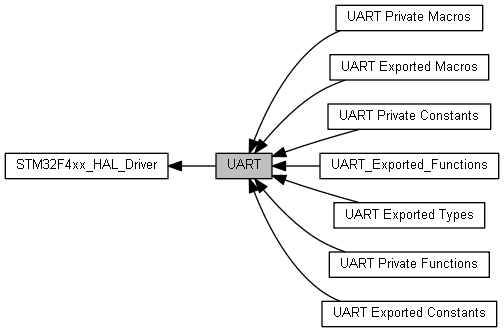 UART Private Macros
UART Exported Macros
UART Private Constants
STM32F4xx_HAL_Driver
UART
UART_Exported_Functions
UART Exported Types
UART Private Functions
UART Exported Constants